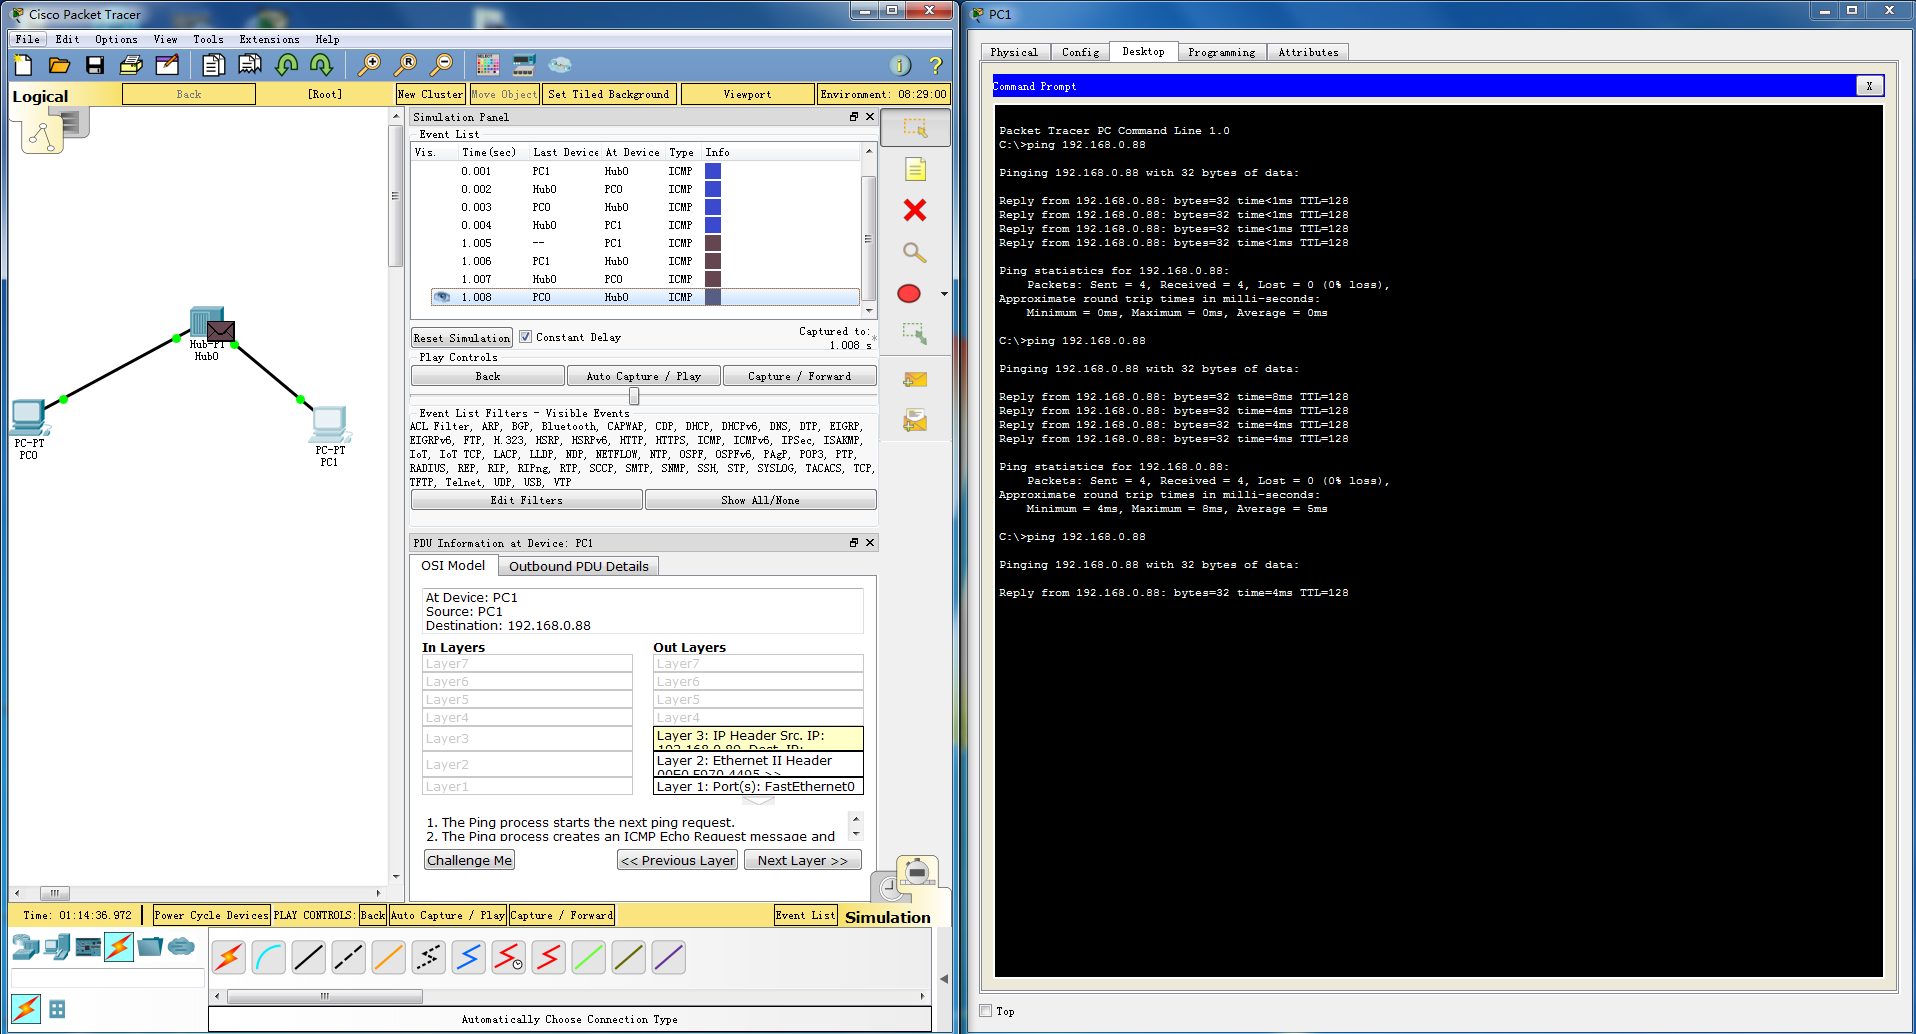 Cisco Packet Tracer
File Edit Options View Tools Extensions Help
Logical
Back
[Root]
New Cluster
Move Object
Set Tiled Background
Viewport
Environment: 08:29:00
Simulation Panel
Event List
Vis. Time(sec) Last Device At Device Type Info
0.001 PC1 Hub0 ICMP
0.002 Hub0 PC0 ICMP
0.003 PC0 Hub0 ICMP
0.004 Hub0 PC1 ICMP
1.005 -- PC1 ICMP
1.006 PC1 Hub0 ICMP
1.007 Hub0 PC0 ICMP
1.008 PC0 Hub0 ICMP
Reset Simulation
Constant Delay
Captured to:
1.008 s
Play Controls
Back
Auto Capture / Play
Capture / Forward
Event List Filters - Visible Events
ACL Filter, ARP, BGP, Bluetooth, CAPWAP, CDP, DHCP, DHCPv6, DNS, DTP, EIGRP,
EIGRPv6, FTP, H.323, HSRP, HSRPv6, HTTP, HTTPS, ICMP, ICMPv6, IPSec, ISAKMP,
IoT, IoT TCP, LACP, LLDP, NDP, NETFLOW, NTP, OSPF, OSPFv6, PAgP, POP3, PTP,
RADIUS, REP, RIP, RIPng, RTP, SCCP, SMTP, SNMP, SSH, STP, SYSLOG, TACACS, TCP,
TFTP, Telnet, UDP, USB, VTP
Edit Filters
Show All/None
Hub-PT
Hub0
PC-PT
PC0
PC-PT
PC1
PDU Information at Device: PC1
OSI Model
Outbound PDU Details
At Device: PC1
Source: PC1
Destination: 192.168.0.88
In Layers
Layer7
Layer6
Layer5
Layer4
Layer3
Layer2
Layer1
Out Layers
Layer7
Layer6
Layer5
Layer4
Layer 3: IP Header Src. IP:
192.168.0.89, Dest. IP:
Layer 2: Ethernet II Header
00E0.F970.4495 >>
Layer 1: Port(s): FastEthernet0
1. The Ping process starts the next ping request.
2. The Ping process creates an ICMP Echo Request message and
Challenge Me
<< Previous Layer
Next Layer >>
Time: 01:14:36.972
Power Cycle Devices
PLAY CONTROLS:
Back
Auto Capture / Play
Capture / Forward
Event List
Simulation
Automatically Choose Connection Type
PC1
Physical
Config
Desktop
Programming
Attributes
Command Prompt
X
Packet Tracer PC Command Line 1.0
C:\>ping 192.168.0.88
Pinging 192.168.0.88 with 32 bytes of data:
Reply from 192.168.0.88: bytes=32 time<1ms TTL=128
Reply from 192.168.0.88: bytes=32 time<1ms TTL=128
Reply from 192.168.0.88: bytes=32 time<1ms TTL=128
Reply from 192.168.0.88: bytes=32 time<1ms TTL=128
Ping statistics for 192.168.0.88:
Packets: Sent = 4, Received = 4, Lost = 0 (0% loss),
Approximate round trip times in milli-seconds:
Minimum = 0ms, Maximum = 0ms, Average = 0ms
C:\>ping 192.168.0.88
Pinging 192.168.0.88 with 32 bytes of data:
Reply from 192.168.0.88: bytes=32 time=8ms TTL=128
Reply from 192.168.0.88: bytes=32 time=4ms TTL=128
Reply from 192.168.0.88: bytes=32 time=4ms TTL=128
Reply from 192.168.0.88: bytes=32 time=4ms TTL=128
Ping statistics for 192.168.0.88:
Packets: Sent = 4, Received = 4, Lost = 0 (0% loss),
Approximate round trip times in milli-seconds:
Minimum = 4ms, Maximum = 8ms, Average = 5ms
C:\>ping 192.168.0.88
Pinging 192.168.0.88 with 32 bytes of data:
Reply from 192.168.0.88: bytes=32 time=4ms TTL=128
Top